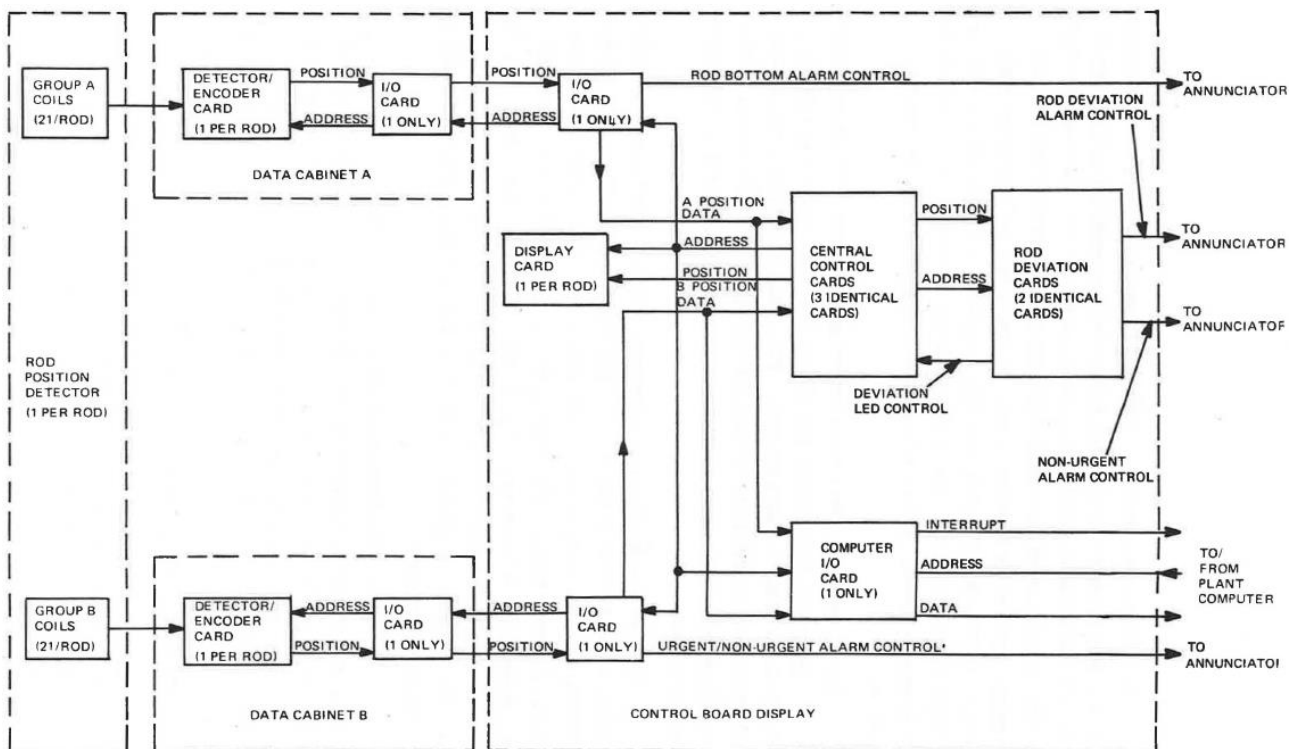 GROUP A
COILS
(21/ROD)
DETECTOR/
ENCODER
CARD
(1 PER ROD)
POSITION
ADDRESS
I/O
CARD
(1 ONLY)
POSITION
ADDRESS
I/O
CARD
(1 ONLY)
ROD BOTTOM ALARM CONTROL
TO
ANNUNCIATOR
DATA CABINET A
ROD DEVIATION
ALARM CONTROL
A POSITION
DATA
ADDRESS
POSITION
B POSITION
DATA
DISPLAY
CARD
(1 PER ROD)
CENTRAL
CONTROL
CARDS
(3 IDENTICAL
CARDS)
POSITION
ADDRESS
ROD
DEVIATION
CARDS
(2 IDENTICAL
CARDS)
TO
ANNUNCIATOR
TO
ANNUNCIATOR
DEVIATION
LED CONTROL
NON-URGENT
ALARM CONTROL
ROD
POSITION
DETECTOR
(1 PER ROD)
COMPUTER
I/O
CARD
(1 ONLY)
INTERRUPT
ADDRESS
DATA
TO/
FROM
PLANT
COMPUTER
GROUP B
COILS
(21/ROD)
DETECTOR/
ENCODER
CARD
(1 PER ROD)
ADDRESS
POSITION
I/O
CARD
(1 ONLY)
ADDRESS
POSITION
I/O
CARD
(1 ONLY)
URGENT/NON-URGENT ALARM CONTROL*
TO
ANNUNCIATOI
DATA CABINET B
CONTROL BOARD DISPLAY